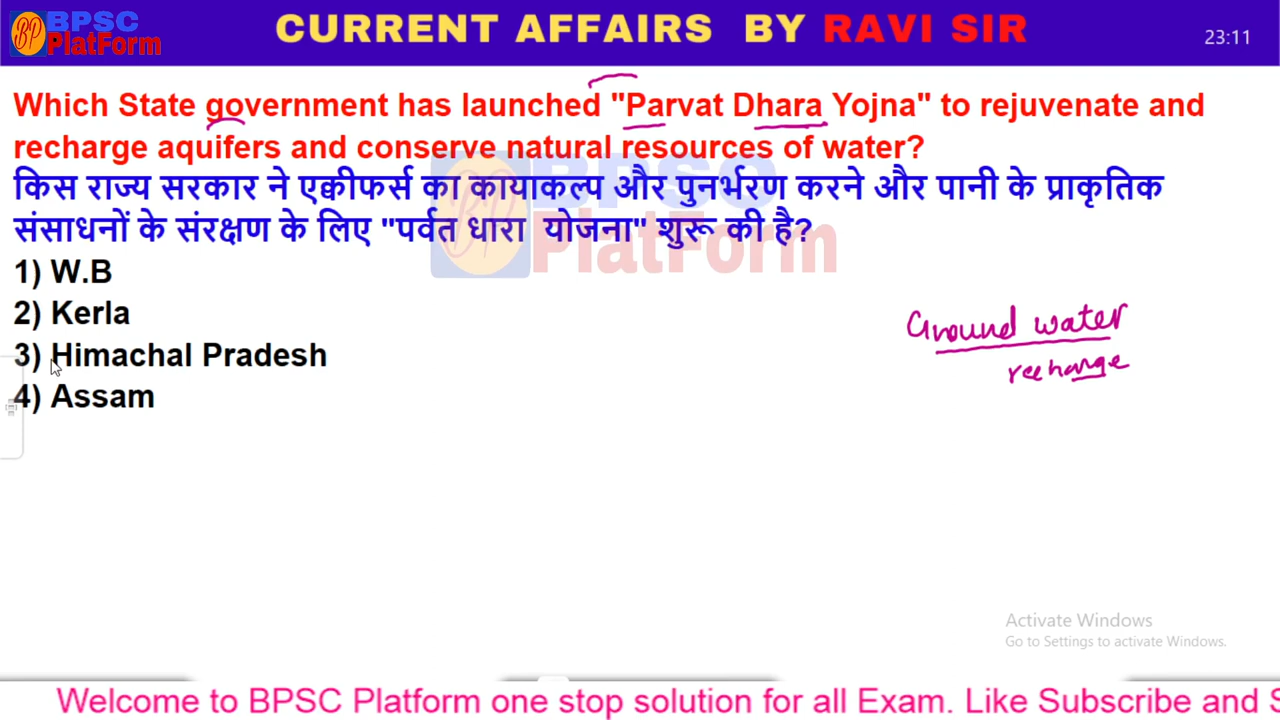 BPSC
PlatForm
CURRENT AFFAIRS BY RAVI SIR
23:11
Which State government has launched "Parvat Dhara Yojna" to rejuvenate and
recharge aquifers and conserve natural resources of water?
किस राज्य सरकार ने एक्वीफर्स का कायाकल्प और पुनर्भरण करने और पानी के प्राकृतिक
संसाधनों के संरक्षण के लिए "पर्वत धारा योजना" शुरू की है?
BPSC
PlatForm
1) W.B
2) Kerla
3) Himachal Pradesh
4) Assam
Ground water
recharge
Activate Windows
Go to Settings to activate Windows.
Welcome to BPSC Platform one stop solution for all Exam. Like Subscribe and S